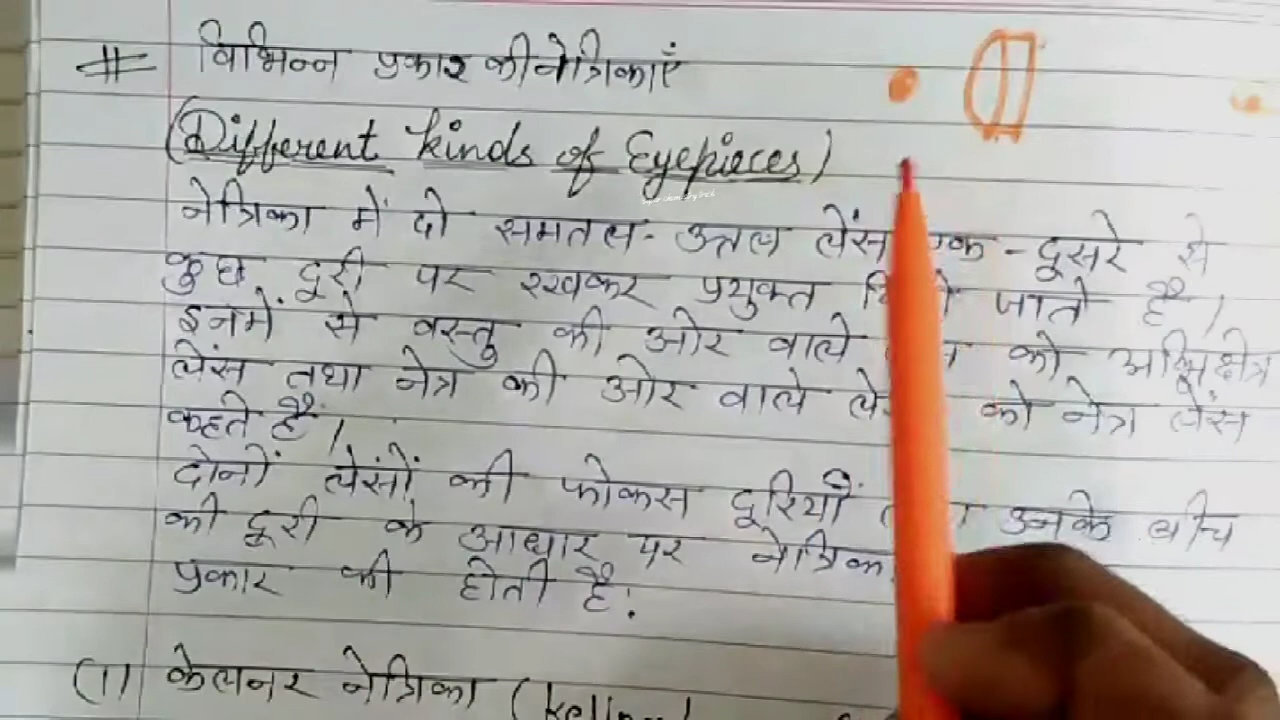 # विभिन्न प्रकार की नेत्रिकाएँ
(Different kinds of Eyepieces)
नेत्रिका में दो समतल-उत्तल लेंस एक-दूसरे से
कुछ दूरी पर रखकर प्रयुक्त जाते हैं।
इनमें से वस्तु की ओर वाले को अभिक्षेत्र
लेंस तथा नेत्र की ओर वाले को नेत्र लेंस
कहते हैं।
दोनों लेंसों की फोकस दूरियों उनके बीच
की दूरी के आधार पर
प्रकार की होती है:
(1) केलनर नेत्रिका